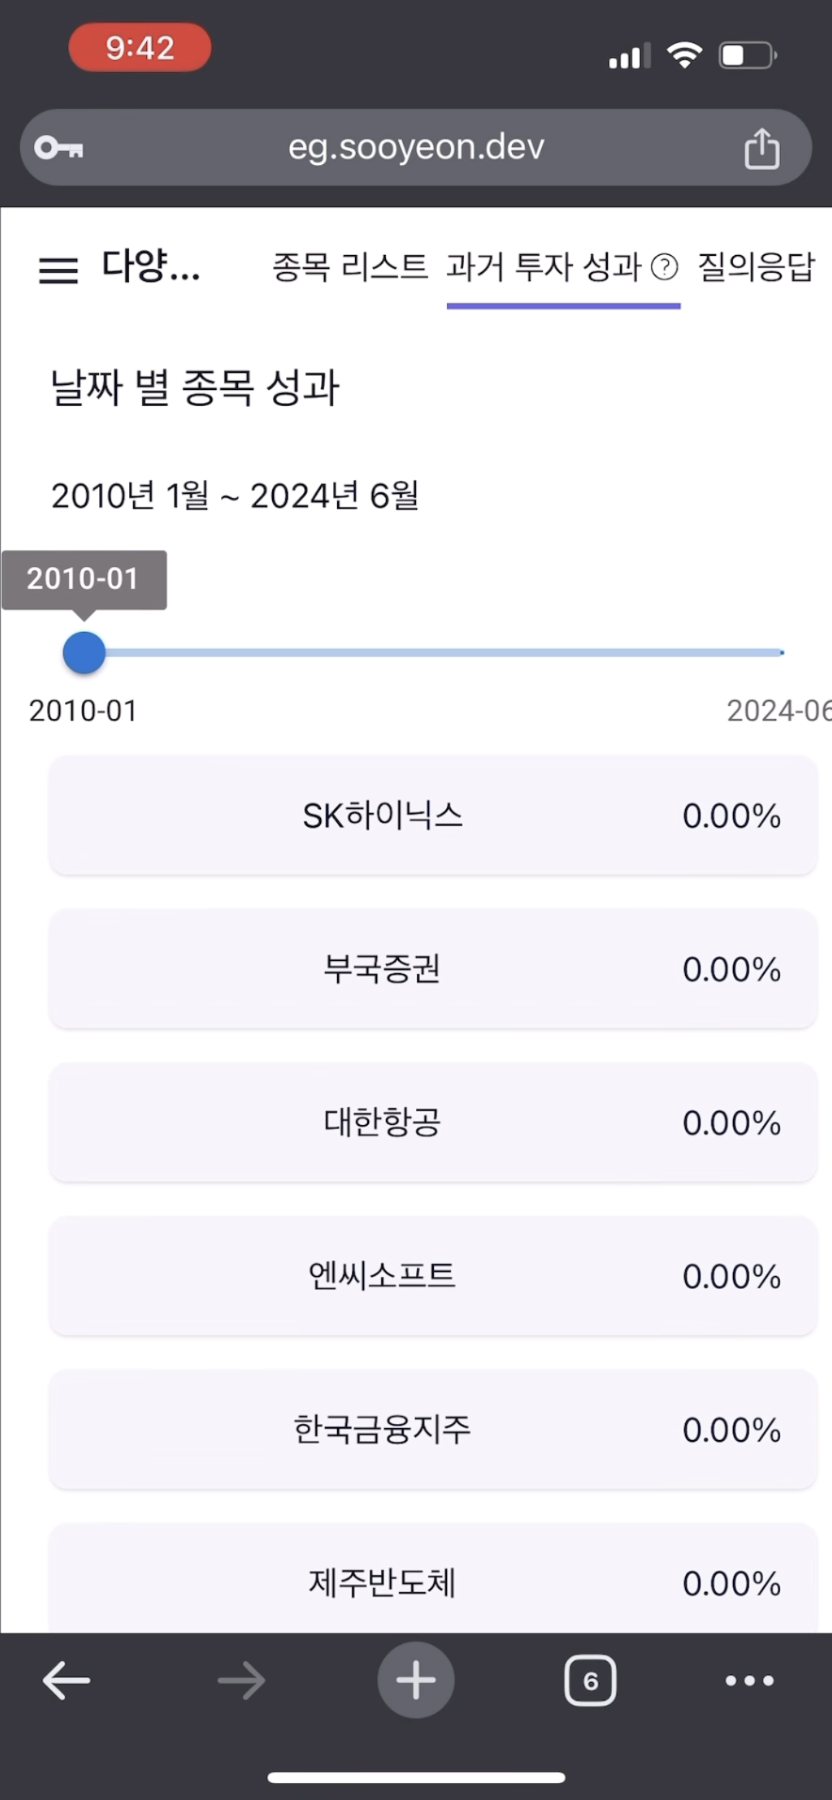 9:42
eg.sooyeon.dev
다양... 종목 리스트 과거 투자 성과 ? 질의응답
날짜 별 종목 성과
2010년 1월 ~ 2024년 6월
2010-01
2010-01 2024-06
SK하이닉스 0.00%
부국증권 0.00%
대한항공 0.00%
엔씨소프트 0.00%
한국금융지주 0.00%
제주반도체 0.00%
6